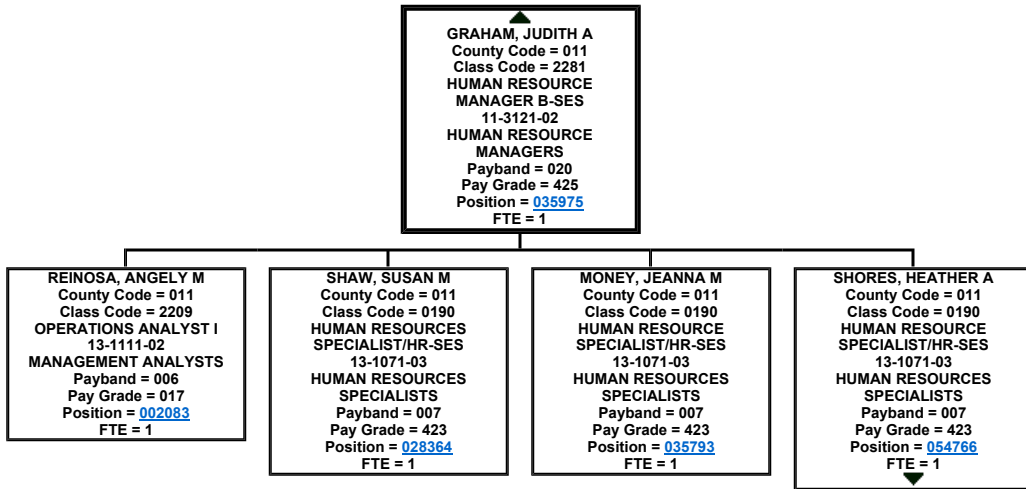 GRAHAM, JUDITH A
County Code = 011
Class Code = 2281
HUMAN RESOURCE
MANAGER B-SES
11-3121-02
HUMAN RESOURCE
MANAGERS
Payband = 020
Pay Grade = 425
Position = 035975
FTE = 1
REINOSA, ANGELY M
County Code = 011
Class Code = 2209
OPERATIONS ANALYST I
13-1111-02
MANAGEMENT ANALYSTS
Payband = 006
Pay Grade = 017
Position = 002083
FTE = 1
SHAW, SUSAN M
County Code = 011
Class Code = 0190
HUMAN RESOURCES
SPECIALIST/HR-SES
13-1071-03
HUMAN RESOURCES
SPECIALISTS
Payband = 007
Pay Grade = 423
Position = 028364
FTE = 1
MONEY, JEANNA M
County Code = 011
Class Code = 0190
HUMAN RESOURCE
SPECIALIST/HR-SES
13-1071-03
HUMAN RESOURCES
SPECIALISTS
Payband = 007
Pay Grade = 423
Position = 035793
FTE = 1
SHORES, HEATHER A
County Code = 011
Class Code = 0190
HUMAN RESOURCE
SPECIALIST/HR-SES
13-1071-03
HUMAN RESOURCES
SPECIALISTS
Payband = 007
Pay Grade = 423
Position = 054766
FTE = 1